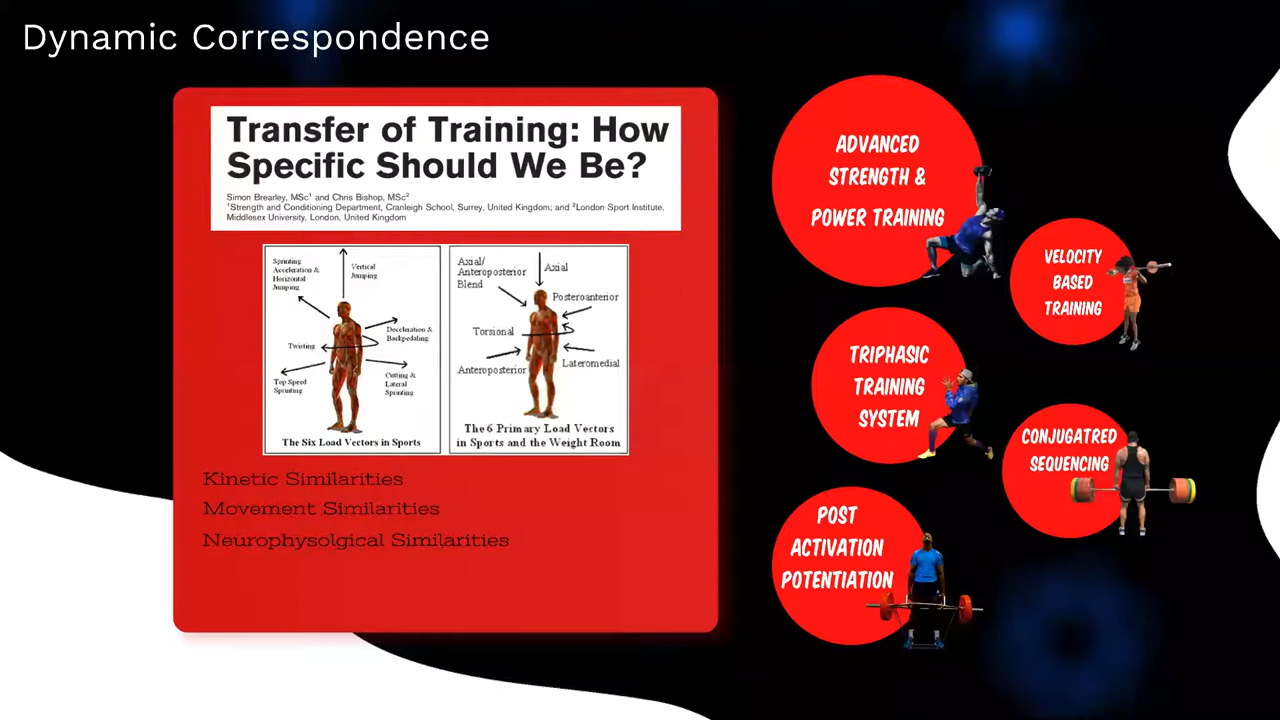 Dynamic Correspondence
Transfer of Training: How
Specific Should We Be?
Simon Brearley, MSc¹ and Chris Bishop, MSc²
¹Strength and Conditioning Department, Cranleigh School, Surrey, United Kingdom; and ²London Sport Institute,
Middlesex University, London, United Kingdom
Sprinting
Acceleration &
Horizontal
Jumping
Vertical
Jumping
Deceleration &
Backpedaling
Twisting
Top Speed
Sprinting
Cutting &
Lateral
Sprinting
The Six Load Vectors in Sports
Axial/
Anteroposterior
Blend
Axial
Posteroanterior
Torsional
Lateromedial
Anteroposterior
The 6 Primary Load Vectors
in Sports and the Weight Room
Kinetic Similarities
Movement Similarities
Neurophysolgical Similarities
ADVANCED
STRENGTH &
POWER TRAINING
VELOCITY
BASED
TRAINING
TRIPHASIC
TRAINING
SYSTEM
CONJUGATRED
SEQUENCING
POST
ACTIVATION
POTENTIATION